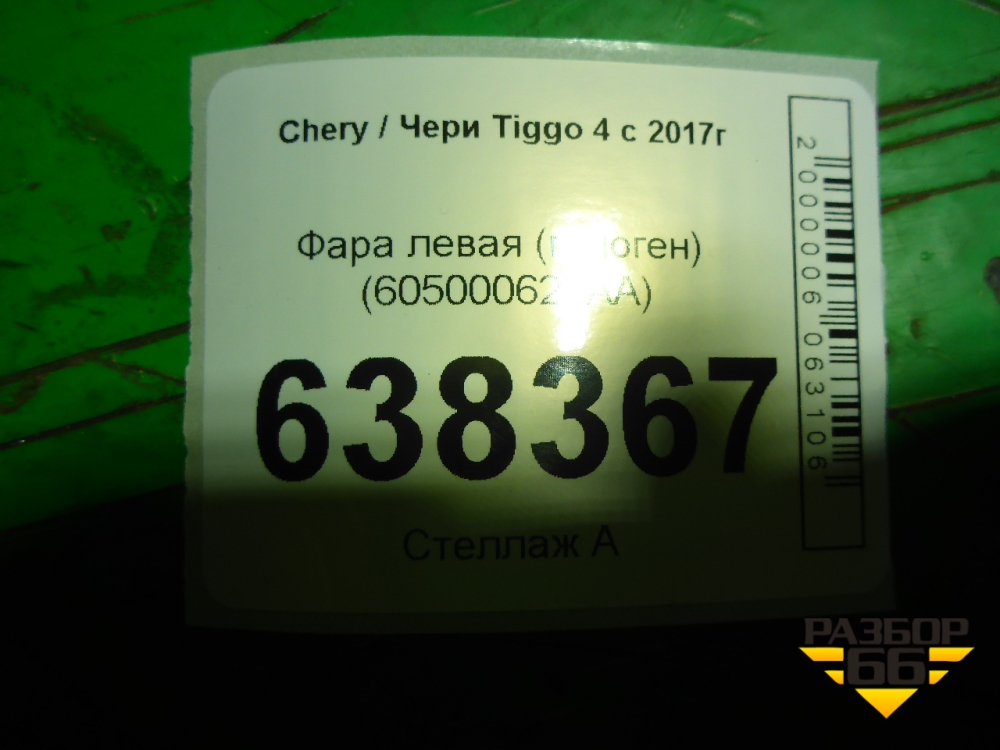 Chery / Чери Tiggo 4 с 2017г
Фара левая
638367
Стеллаж А
2000006063106
РАЗБОР
66